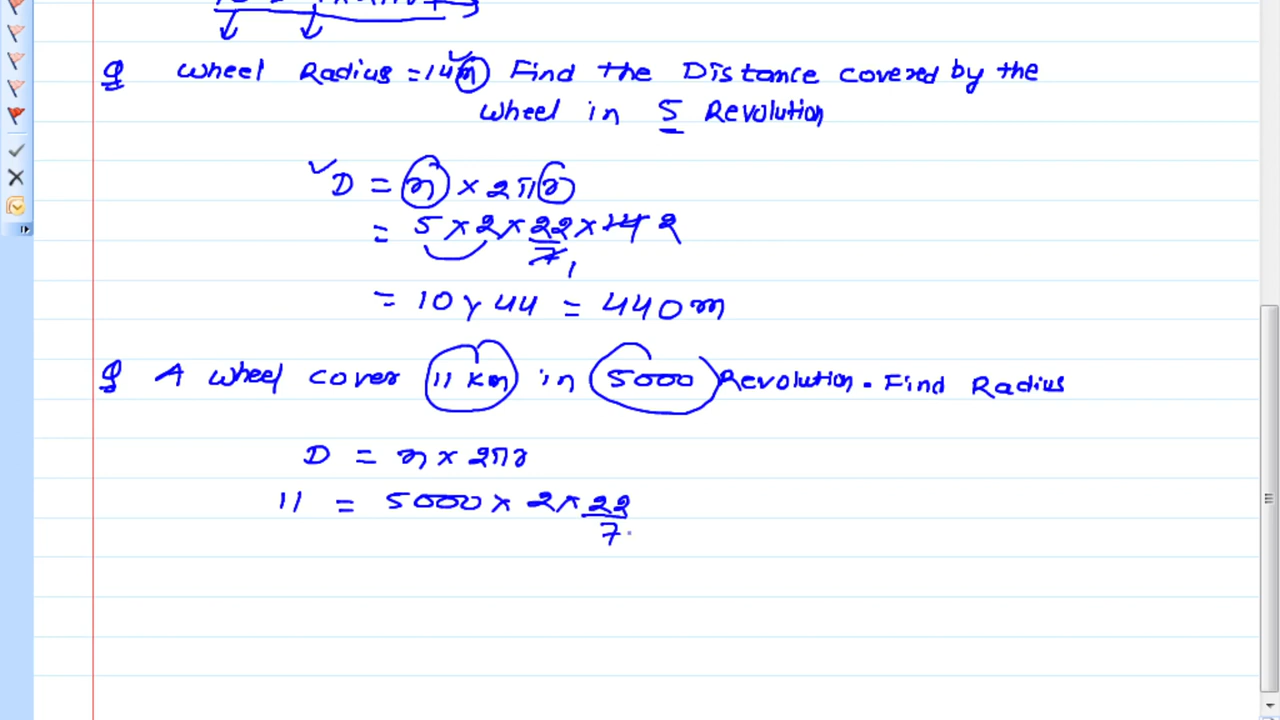 Q Wheel Radius = 14m Find the Distance covered by the
Wheel in 5 Revolution
D = n × 2πr
= 5 × 2 × 22/7 × 14 2
1
= 10 × 44 = 440m
Q A Wheel cover 11 Km in 5000 Revolution. Find Radius
D = n × 2πr
11 = 5000 × 2 × 22/7